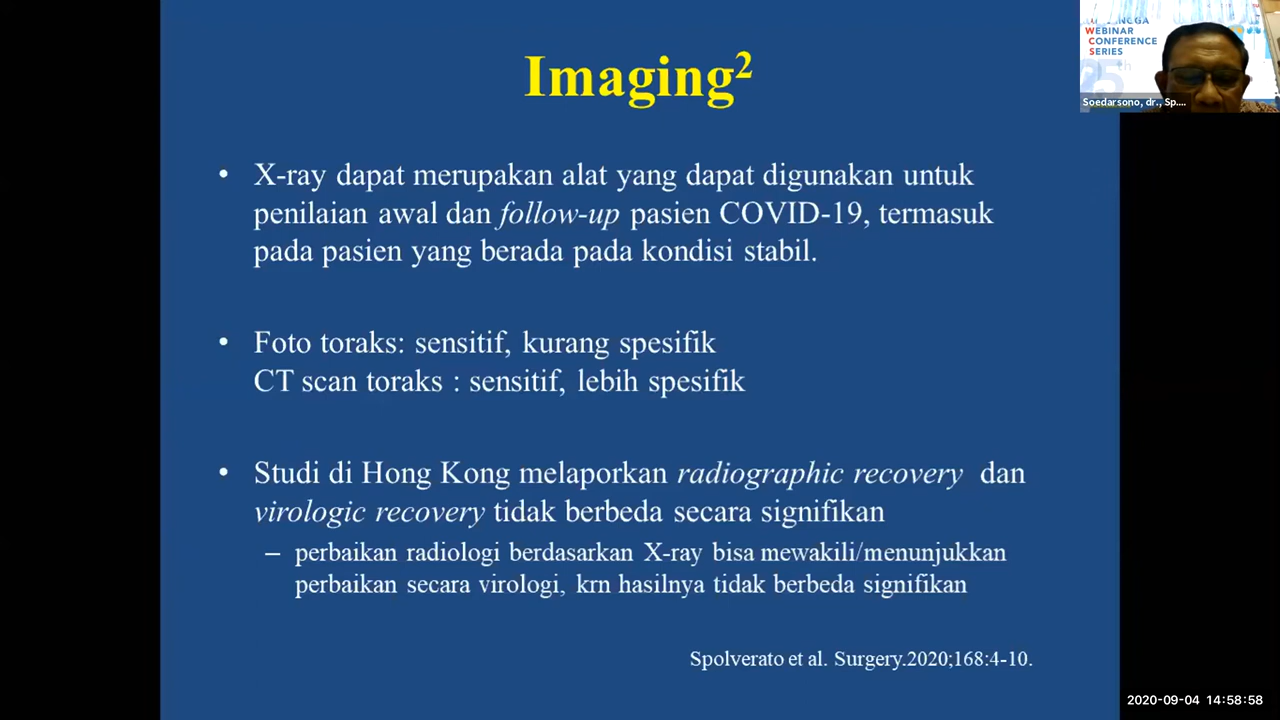 Imaging²
• X-ray dapat merupakan alat yang dapat digunakan untuk
penilaian awal dan follow-up pasien COVID-19, termasuk
pada pasien yang berada pada kondisi stabil.
• Foto toraks: sensitif, kurang spesifik
CT scan toraks : sensitif, lebih spesifik
• Studi di Hong Kong melaporkan radiographic recovery dan
virologic recovery tidak berbeda secara signifikan
– perbaikan radiologi berdasarkan X-ray bisa mewakili/menunjukkan
perbaikan secara virologi, krn hasilnya tidak berbeda signifikan
Spolverato et al. Surgery.2020;168:4-10.
WEBINAR
CONFERENCE
SERIES
Soedarsono, dr., Sp....
2020-09-04 14:58:58